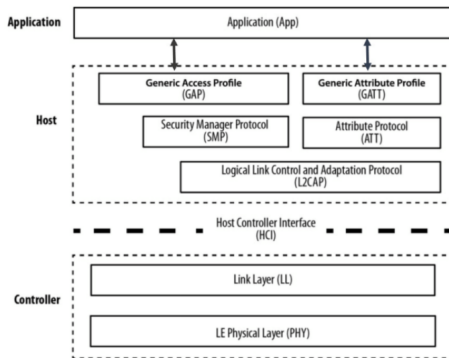 Application
Application (App)
Host
Generic Access Profile
(GAP)
Generic Attribute Profile
(GATT)
Security Manager Protocol
(SMP)
Attribute Protocol
(ATT)
Logical Link Control and Adaptation Protocol
(L2CAP)
Host Controller Interface
(HCI)
Controller
Link Layer (LL)
LE Physical Layer (PHY)